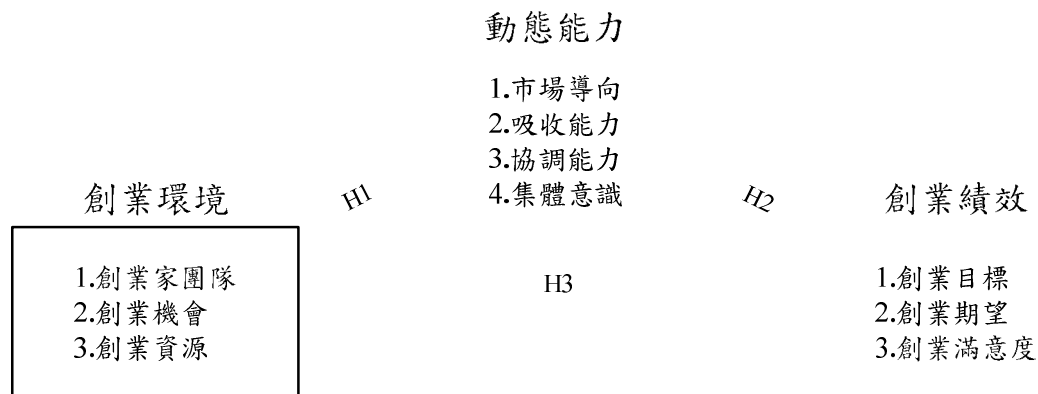 動態能力
1.市場導向
2.吸收能力
3.協調能力
4.集體意識
創業環境
H1
H2
創業績效
1.創業家團隊
2.創業機會
3.創業資源
H3
1.創業目標
2.創業期望
3.創業滿意度